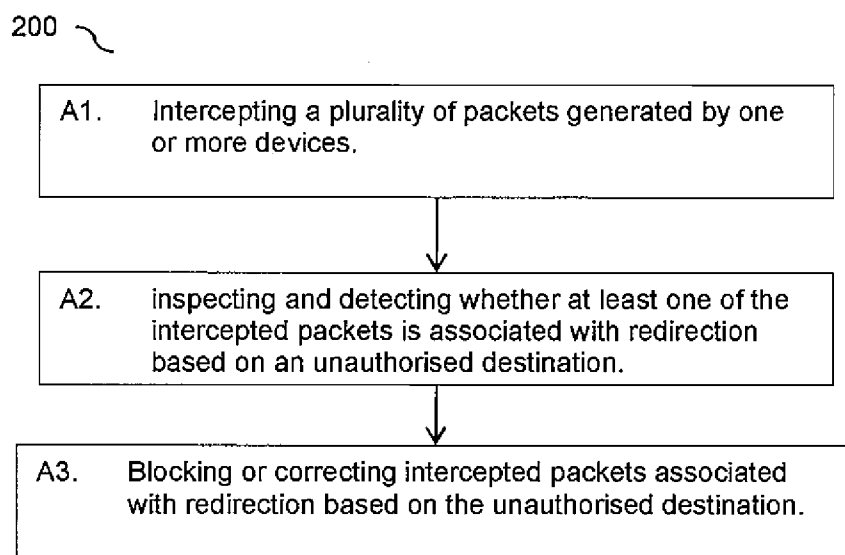 200
A1. Intercepting a plurality of packets generated by one
or more devices.
A2. inspecting and detecting whether at least one of the
intercepted packets is associated with redirection
based on an unauthorised destination.
A3. Blocking or correcting intercepted packets associated
with redirection based on the unauthorised destination.